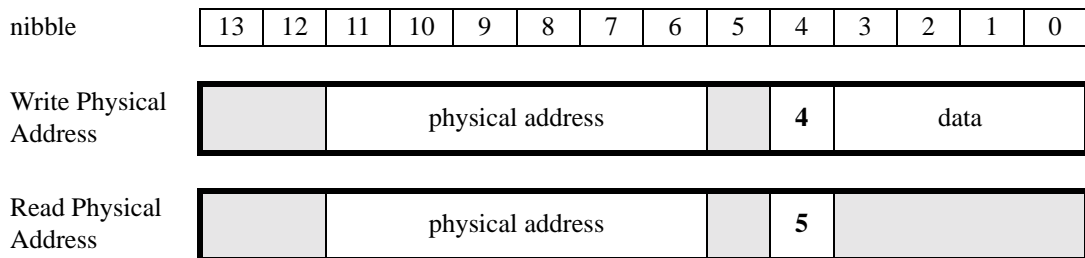 nibble 13 12 11 10 9 8 7 6 5 4 3 2 1 0
Write Physical
Address
physical address 4 data
Read Physical
Address
physical address 5